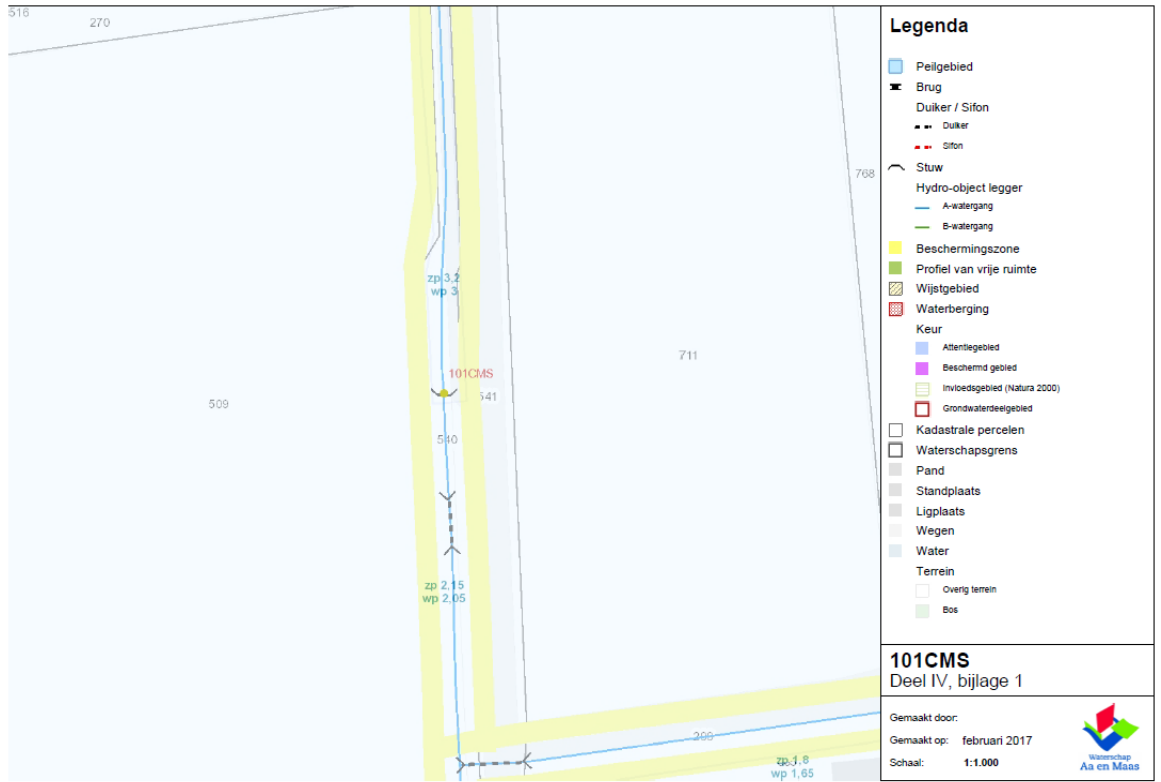 516
270
768
zp 3,2
wp 3
711
101CMS
509
541
540
zp 2,15
wp 2,05
zp 1,8
wp 1,65
Legenda
Peilgebied
Brug
Duiker / Sifon
Duiker
Sifon
Stuw
Hydro-object legger
A-watergang
B-watergang
Beschermingszone
Profiel van vrije ruimte
Wijstgebied
Waterberging
Keur
Attentiegebied
Beschermd gebied
Invloedsgebied (Natura 2000)
Grondwaterdeelgebied
Kadastrale percelen
Waterschapsgrens
Pand
Standplaats
Ligplaats
Wegen
Water
Terrein
Overig terrein
Bos
101CMS
Deel IV, bijlage 1
Gemaakt door:
Gemaakt op: februari 2017
Schaal: 1:1.000
Waterschap
Aa en Maas